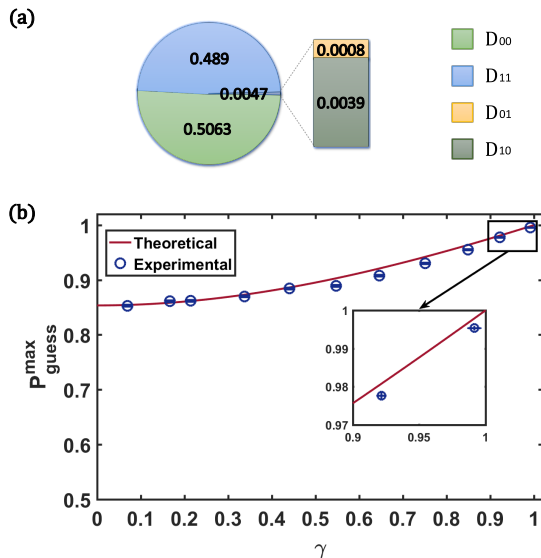 (a)
0.489
0.0047
0.5063
0.0008
0.0039
D00
D11
D01
D10
(b)
Theoretical
Experimental
P^max_guess
1
0.9
0.8
0.7
0.6
0.5
0 0.1 0.2 0.3 0.4 0.5 0.6 0.7 0.8 0.9 1
γ
1
0.99
0.98
0.97
0.9 0.95 1